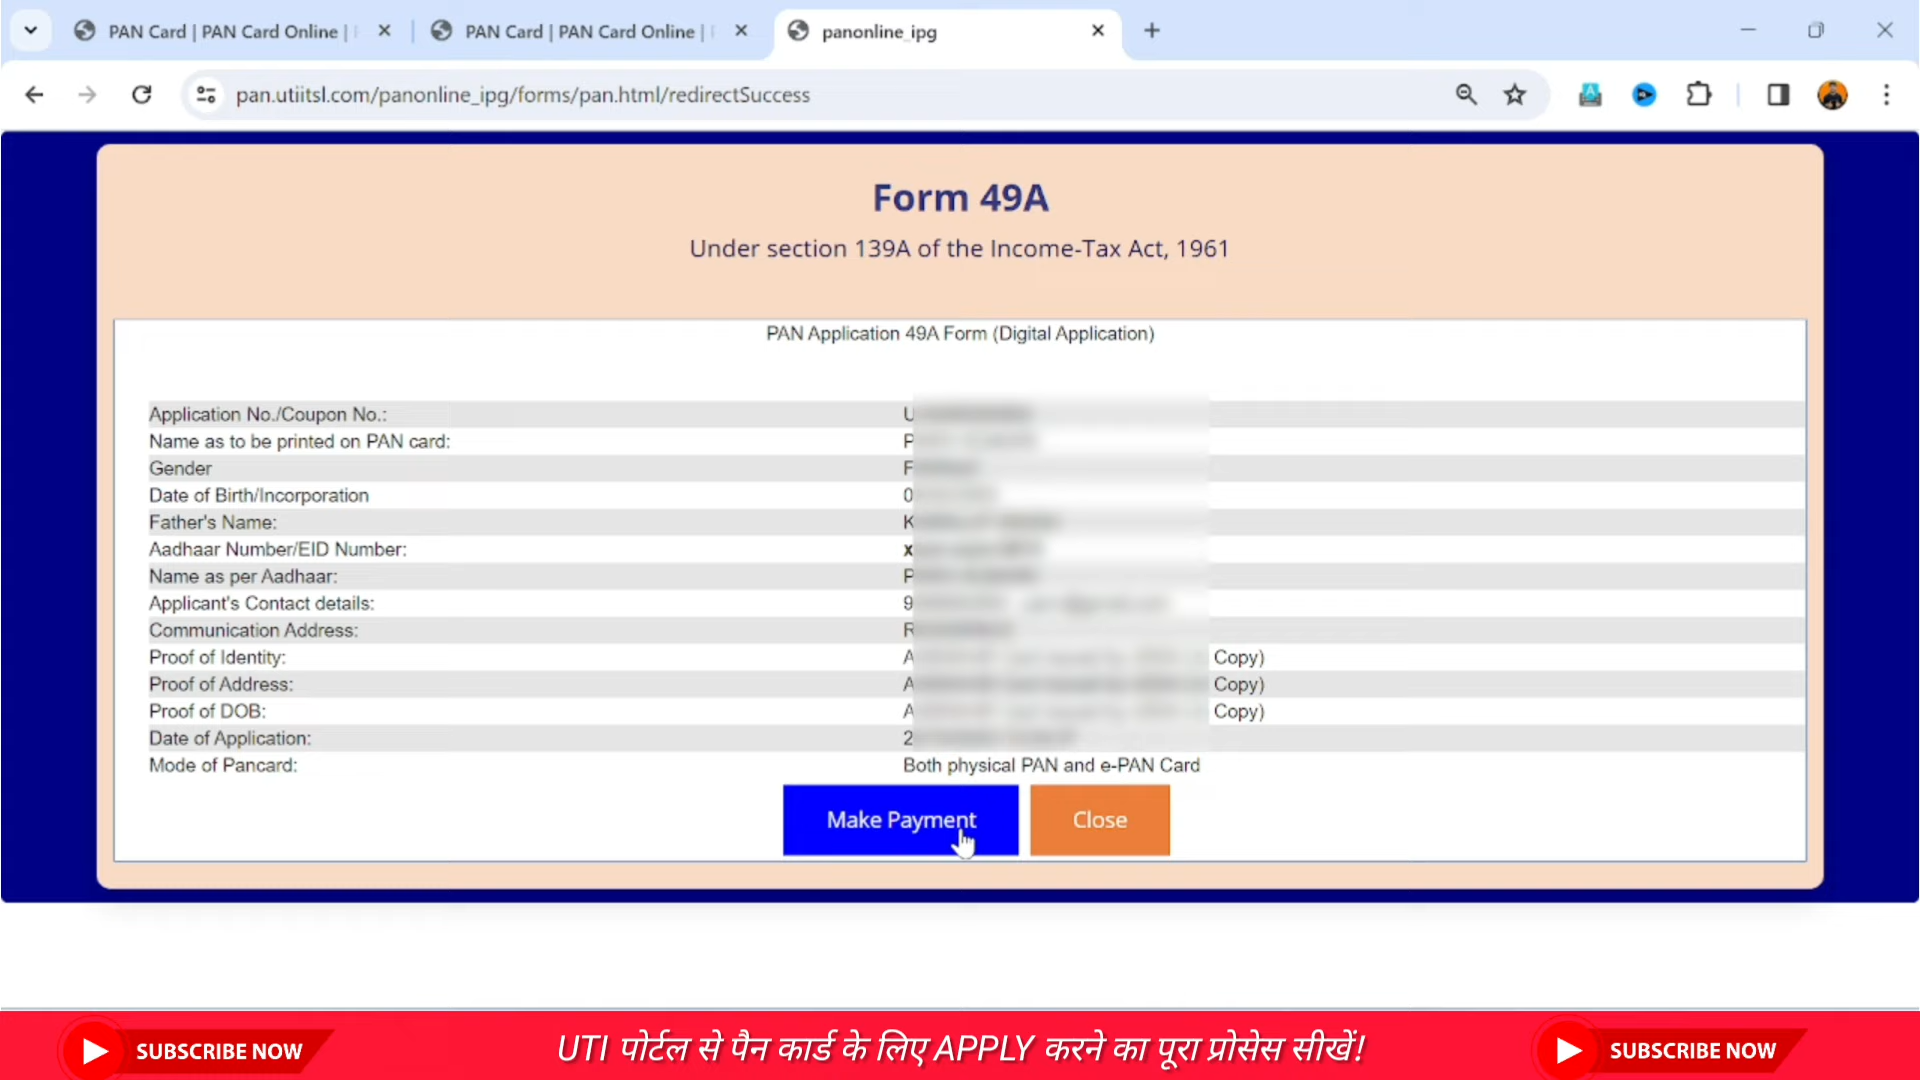 PAN Card | PAN Card Online |
PAN Card | PAN Card Online |
panonline_ipg
pan.utiitsl.com/panonline_ipg/forms/pan.html/redirectSuccess
Form 49A
Under section 139A of the Income-Tax Act, 1961
PAN Application 49A Form (Digital Application)
Application No./Coupon No.: U
Name as to be printed on PAN card: P
Gender F
Date of Birth/Incorporation 0
Father's Name: K
Aadhaar Number/EID Number: x
Name as per Aadhaar: P
Applicant's Contact details: 9
Communication Address: R
Proof of Identity: A Copy)
Proof of Address: A Copy)
Proof of DOB: A Copy)
Date of Application: 2
Mode of Pancard: Both physical PAN and e-PAN Card
Make Payment Close
SUBSCRIBE NOW UTI पोर्टल से पैन कार्ड के लिए APPLY करने का पूरा प्रोसेस सीखें! SUBSCRIBE NOW